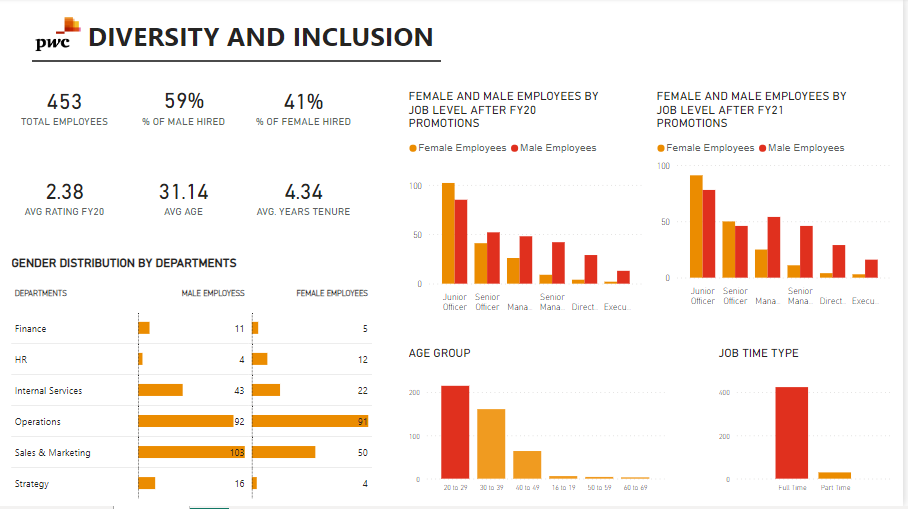 pwc DIVERSITY AND INCLUSION
453
TOTAL EMPLOYEES
59%
% OF MALE HIRED
41%
% OF FEMALE HIRED
2.38
AVG RATING FY20
31.14
AVG AGE
4.34
AVG. YEARS TENURE
GENDER DISTRIBUTION BY DEPARTMENTS
DEPARTMENTS MALE EMPLOYESS FEMALE EMPLOYEES
Finance 11 5
HR 4 12
Internal Services 43 22
Operations 92 91
Sales & Marketing 103 50
Strategy 16 4
FEMALE AND MALE EMPLOYEES BY
JOB LEVEL AFTER FY20
PROMOTIONS
Female Employees Male Employees
100
50
0
Junior Officer
Senior Officer
Mana..
Senior Mana..
Direct..
Execu..
FEMALE AND MALE EMPLOYEES BY
JOB LEVEL AFTER FY21
PROMOTIONS
Female Employees Male Employees
100
50
0
Junior Officer
Senior Officer
Mana..
Senior Mana..
Direct..
Execu..
AGE GROUP
200
100
0
20 to 29 30 to 39 40 to 49 16 to 19 50 to 59 60 to 69
JOB TIME TYPE
400
200
0
Full Time Part Time